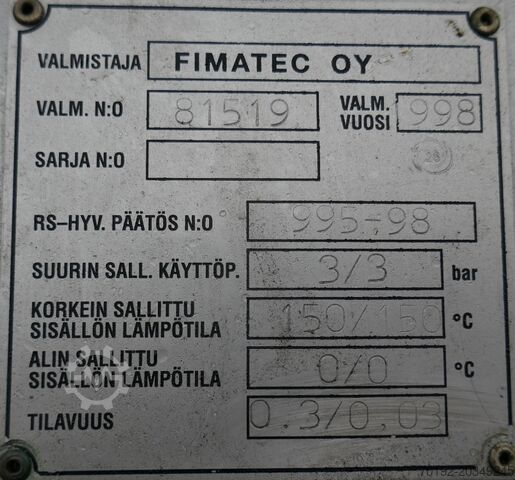 VALMISTAJA FIMATEC OY
VALM. N:O 81519 VALM. VUOSI 998
SARJA N:O
RS-HYV. PÄÄTÖS N:O 995-98
SUURIN SALL. KÄYTTÖP. 3/3 bar
KORKEIN SALLITTU
SISÄLLÖN LÄMPÖTILA 150/150 °C
ALIN SALLITTU
SISÄLLÖN LÄMPÖTILA 0/0 °C
TILAVUUS 0.3/0,03